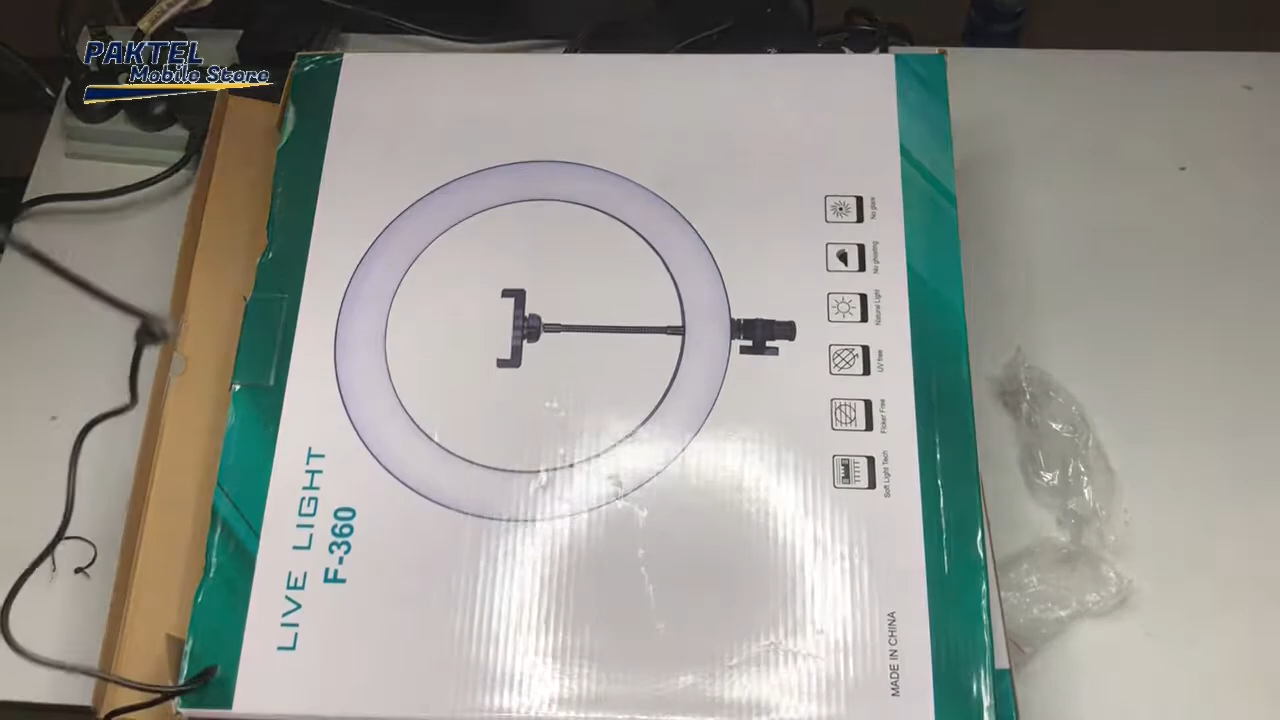 PAKTEL
Mobile Store
LIVE LIGHT
F-360
No glare
No ghosting
Natural Light
UV free
Flicker Free
Soft Light Tech
MADE IN CHINA